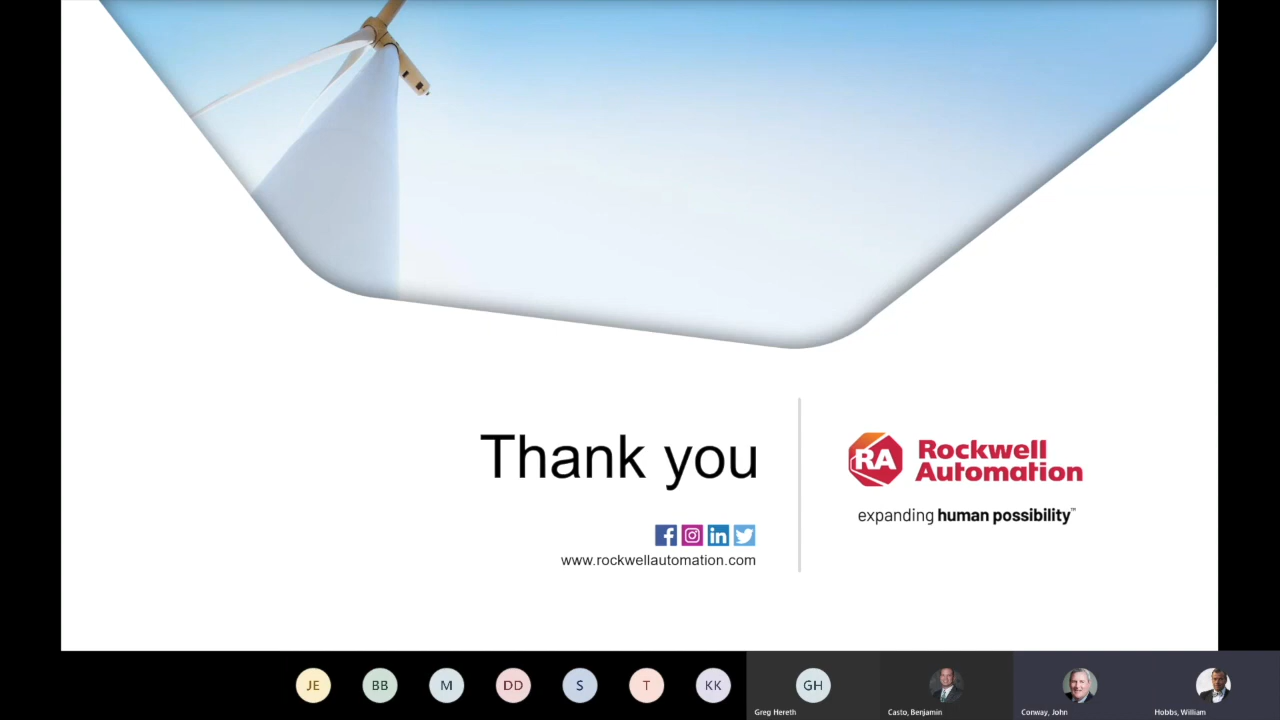 Thank you
www.rockwellautomation.com
RA
Rockwell
Automation
expanding human possibility™
JE
BB
M
DD
S
T
KK
GH
Greg Hereth
Casto, Benjamin
Conway, John
Hobbs, William